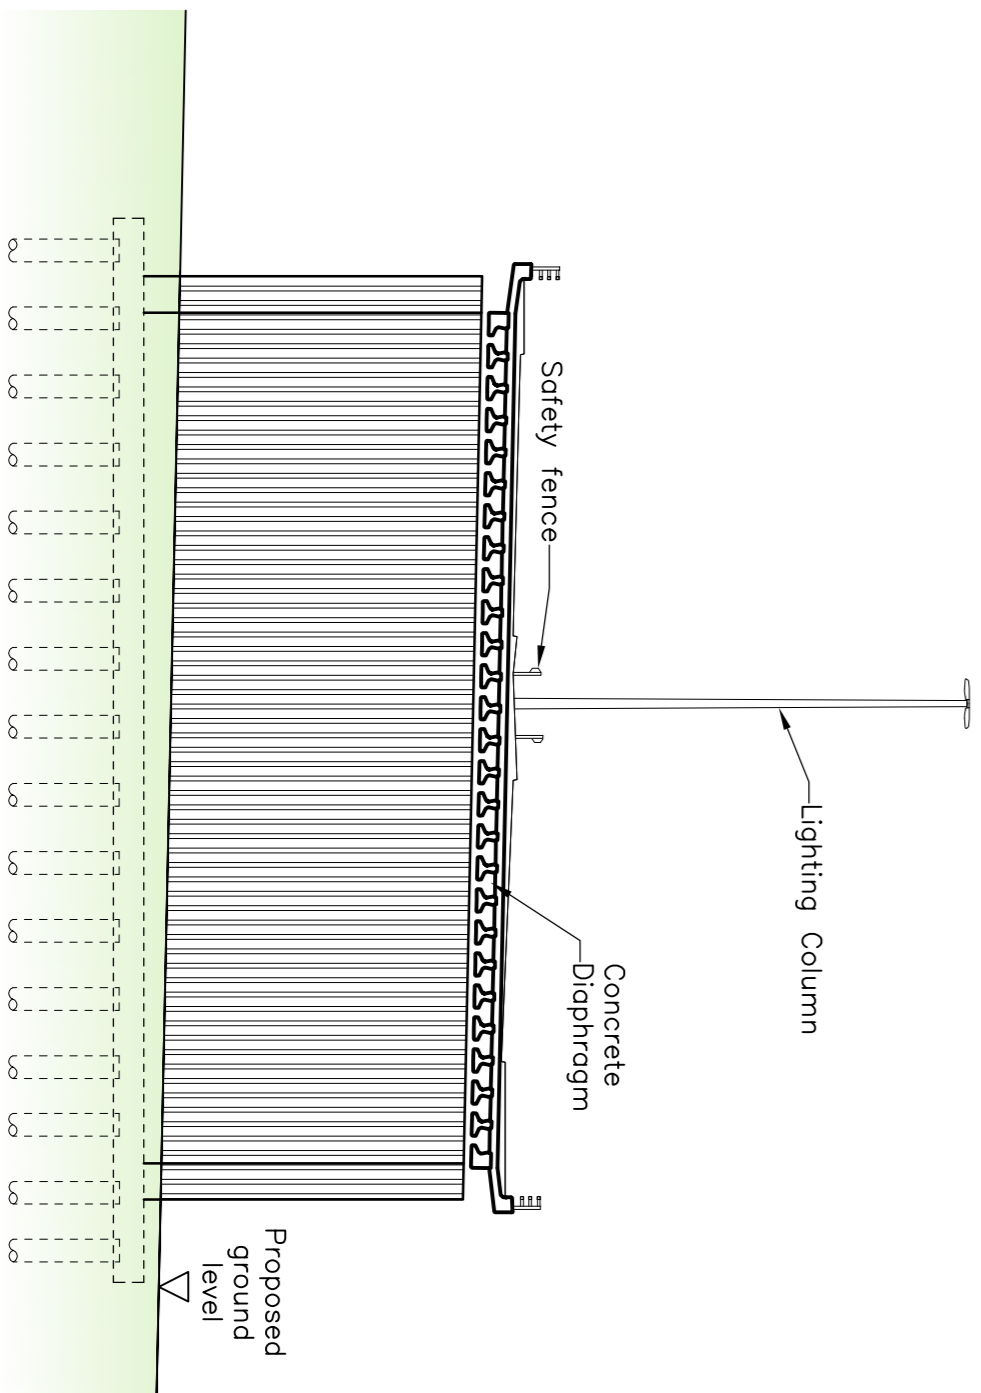 Lighting Column
Safety fence
Concrete
Diaphragm
Proposed
ground
level